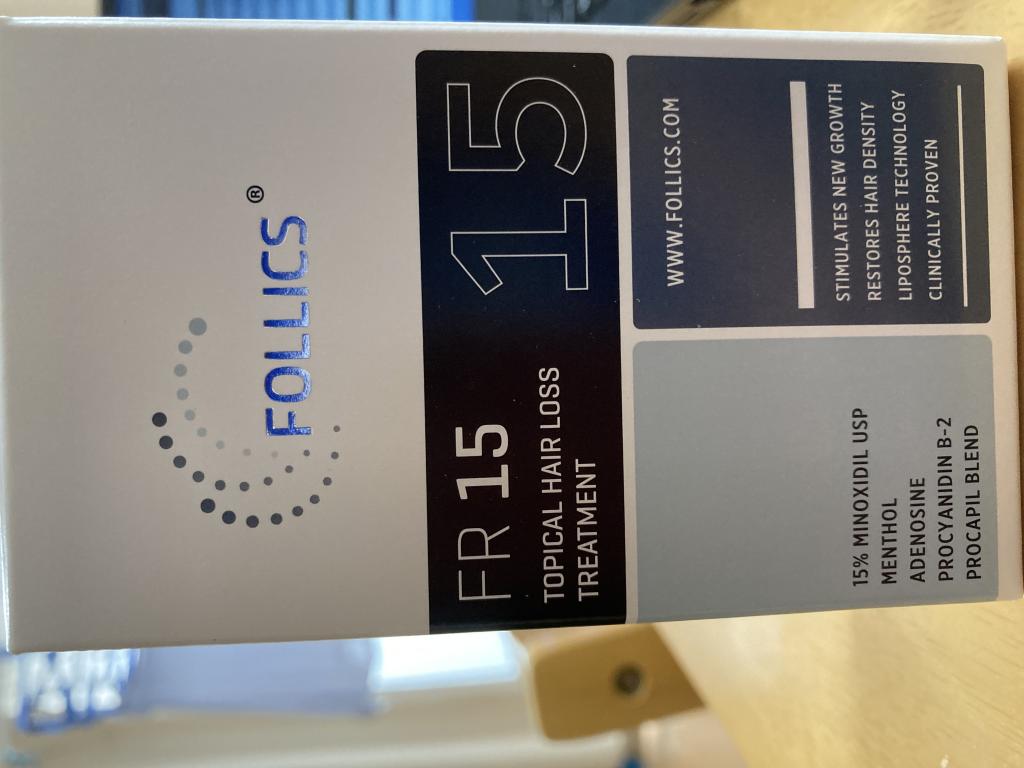 FOLLICS®
FR 15
TOPICAL HAIR LOSS
TREATMENT
15
15% MINOXIDIL USP
MENTHOL
ADENOSINE
PROCYANIDIN B-2
PROCAPIL BLEND
WWW.FOLLICS.COM
STIMULATES NEW GROWTH
RESTORES HAIR DENSITY
LIPOSPHERE TECHNOLOGY
CLINICALLY PROVEN